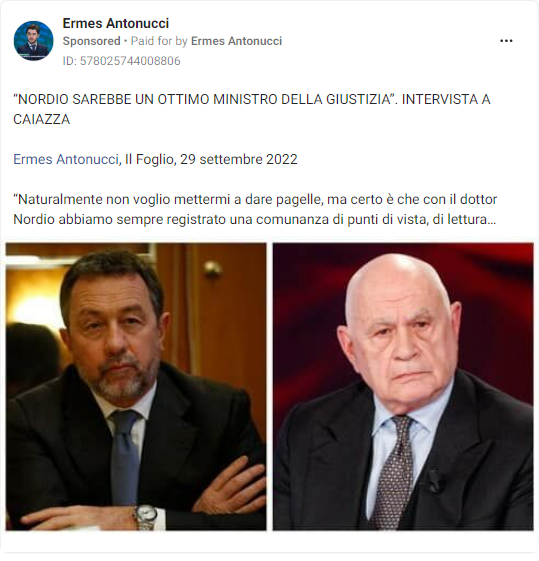 Ermes Antonucci
Sponsored • Paid for by Ermes Antonucci
ID: 578025744008806
“NORDIO SAREBBE UN OTTIMO MINISTRO DELLA GIUSTIZIA”. INTERVISTA A
CAIAZZA
Ermes Antonucci, Il Foglio, 29 settembre 2022
“Naturalmente non voglio mettermi a dare pagelle, ma certo è che con il dottor
Nordio abbiamo sempre registrato una comunanza di punti di vista, di lettura...